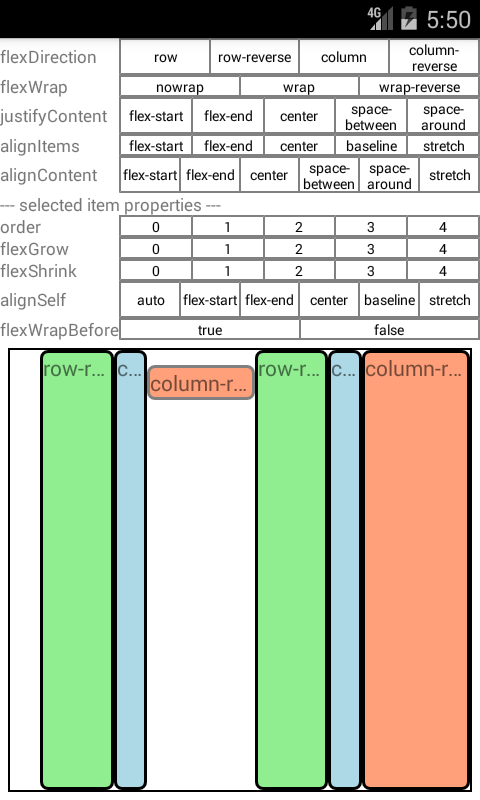 4G 5:50
flexDirection row row-reverse column column-reverse
flexWrap nowrap wrap wrap-reverse
justifyContent flex-start flex-end center space-between space-around
alignItems flex-start flex-end center baseline stretch
alignContent flex-start flex-end center space-between space-around stretch
--- selected item properties ---
order 0 1 2 3 4
flexGrow 0 1 2 3 4
flexShrink 0 1 2 3 4
alignSelf auto flex-start flex-end center baseline stretch
flexWrapBefore true false
row-r... c... column-r... row-r... c... column-r...